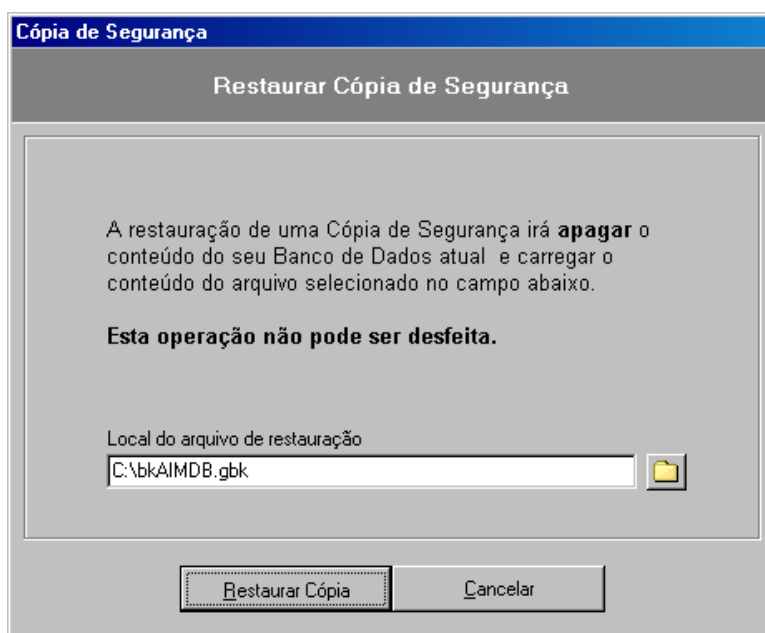 Cópia de Segurança
Restaurar Cópia de Segurança
A restauração de uma Cópia de Segurança irá apagar o
conteúdo do seu Banco de Dados atual e carregar o
conteúdo do arquivo selecionado no campo abaixo.
Esta operação não pode ser desfeita.
Local do arquivo de restauração
C:\bkAIMDB.gbk
Restaurar Cópia Cancelar